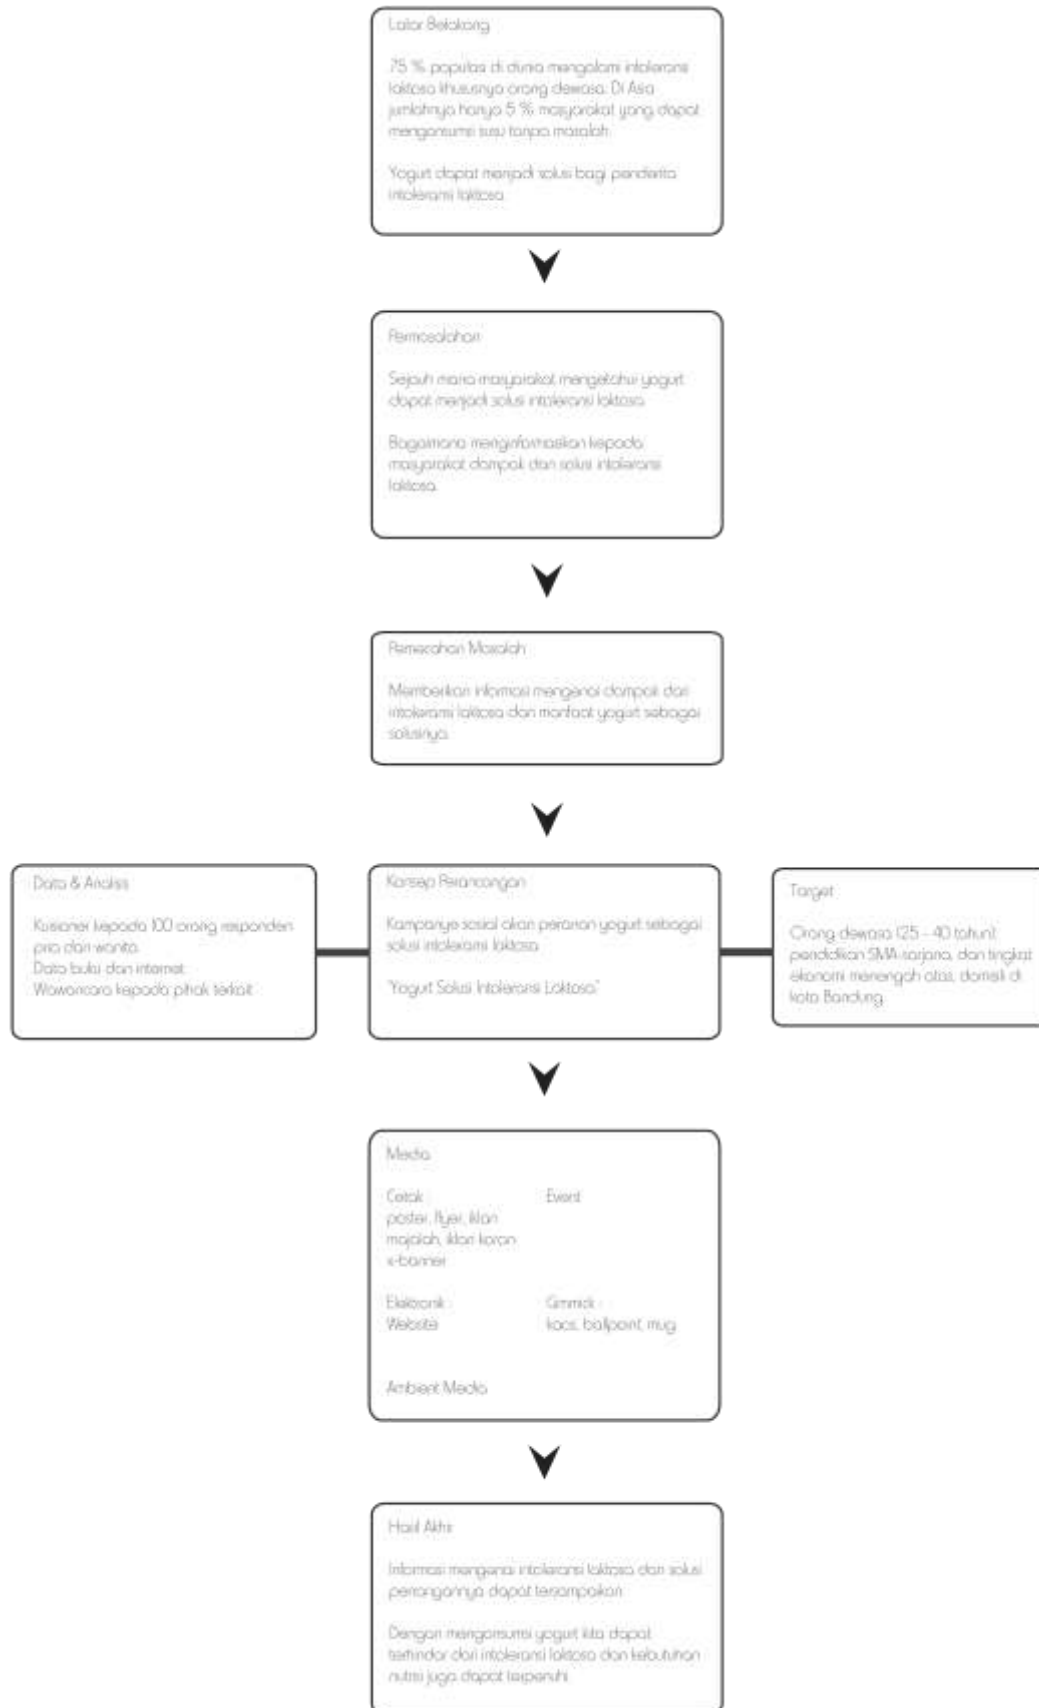 Latar Belakang
75 % populasi di dunia mengalami intoleransi
laktosa khususnya orang dewasa. Di Asia
jumlahnya hanya 5 % masyarakat yang dapat
mengonsumsi susu tanpa masalah.
Yogurt dapat menjadi solusi bagi penderita
intoleransi laktosa.
Permasalahan
Sejauh mana masyarakat mengetahui yogurt
dapat menjadi solusi intoleransi laktosa.
Bagaimana menginformasikan kepada
masyarakat dampak dan solusi intoleransi
laktosa.
Pemecahan Masalah
Memberikan informasi mengenai dampak dari
intoleransi laktosa dan manfaat yogurt sebagai
solusinya.
Data & Analisis
Kuisioner kepada 100 orang responden
pria dan wanita.
Data buku dan internet.
Wawancara kepada pihak terkait
Konsep Perancangan
Kampanye sosial akan peranan yogurt sebagai
solusi intoleransi laktosa.
"Yogurt Solusi Intoleransi Laktosa"
Target
Orang dewasa (25 - 40 tahun),
pendidikan SMA-sarjana, dan tingkat
ekonomi menengah atas, domisili di
kota Bandung.
Media
Cetak :
poster, flyer, iklan
majalah, iklan koran
x-banner
Event
Elektronik :
Website
Gimmick :
kaos, ballpoint, mug
Ambient Media
Hasil Akhir
Informasi mengenai intoleransi laktosa dan solusi
penangannya dapat tersampaikan.
Dengan mengonsumsi yogurt kita dapat
terhindar dari intoleransi laktosa dan kebutuhan
nutrisi juga dapat terpenuhi.